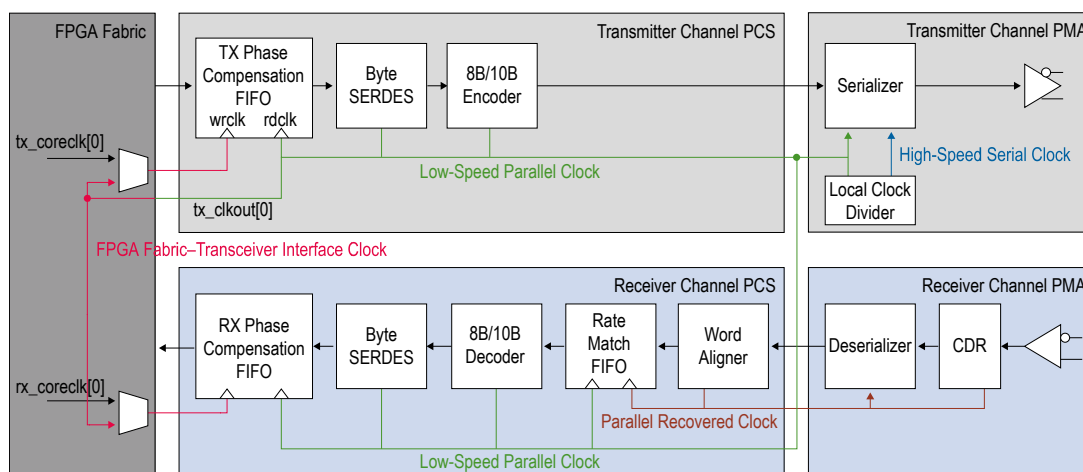 FPGA Fabric
Transmitter Channel PCS
Transmitter Channel PMA
TX Phase
Compensation
FIFO
wrclk rdclk
Byte
SERDES
8B/10B
Encoder
Serializer
tx_coreclk[0]
High-Speed Serial Clock
Low-Speed Parallel Clock
Local Clock
Divider
tx_clkout[0]
FPGA Fabric–Transceiver Interface Clock
Receiver Channel PCS
Receiver Channel PMA
RX Phase
Compensation
FIFO
Byte
SERDES
8B/10B
Decoder
Rate
Match
FIFO
Word
Aligner
Deserializer
CDR
rx_coreclk[0]
Parallel Recovered Clock
Low-Speed Parallel Clock